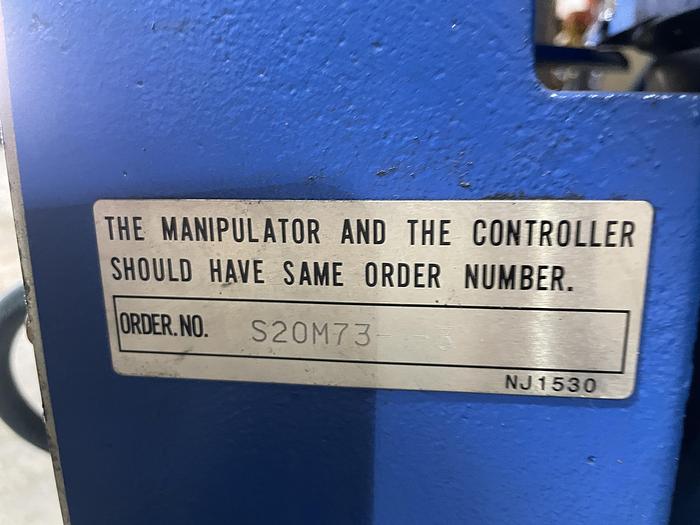 THE MANIPULATOR AND THE CONTROLLER
SHOULD HAVE SAME ORDER NUMBER.
ORDER.NO. S20M73-
NJ1530